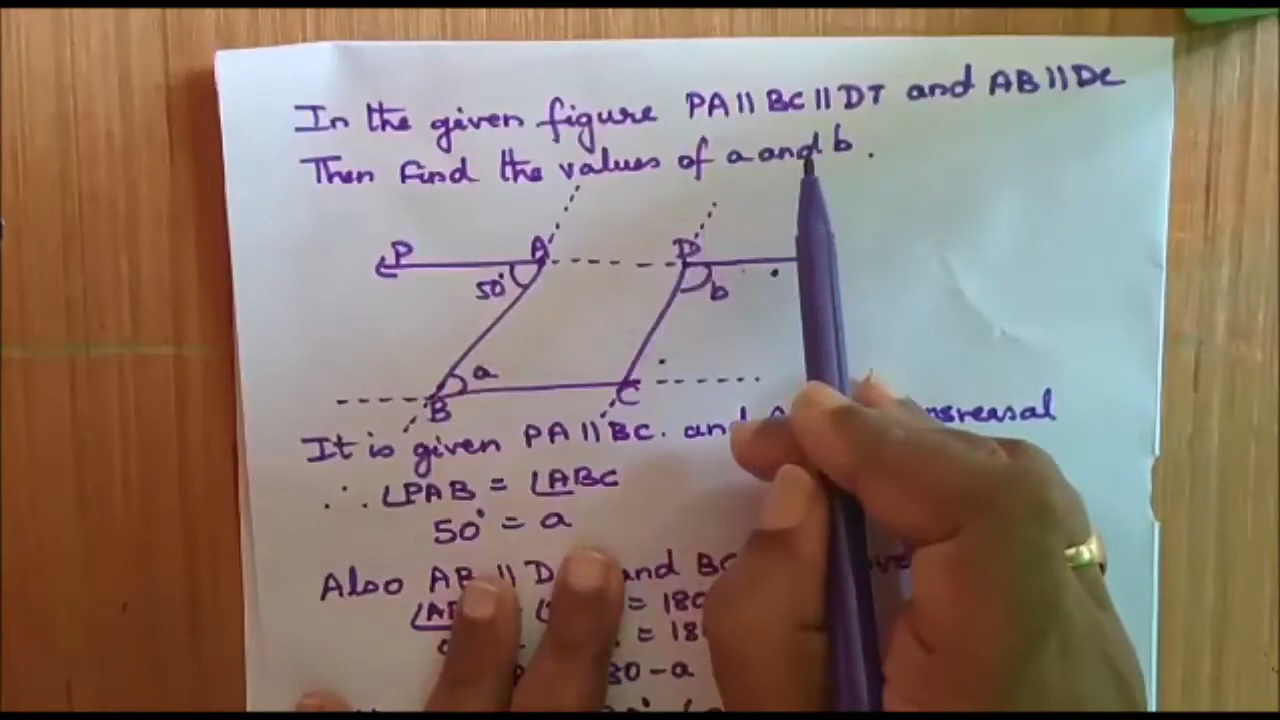 In the given figure PA || BC || DT and AB || DC
Then find the values of a and b.
P A D
50° b
a
B C
It is given PA || BC. and
∴ ∠PAB = ∠ABC
50° = a
Also AB || and BC
= 180
= 18
- a